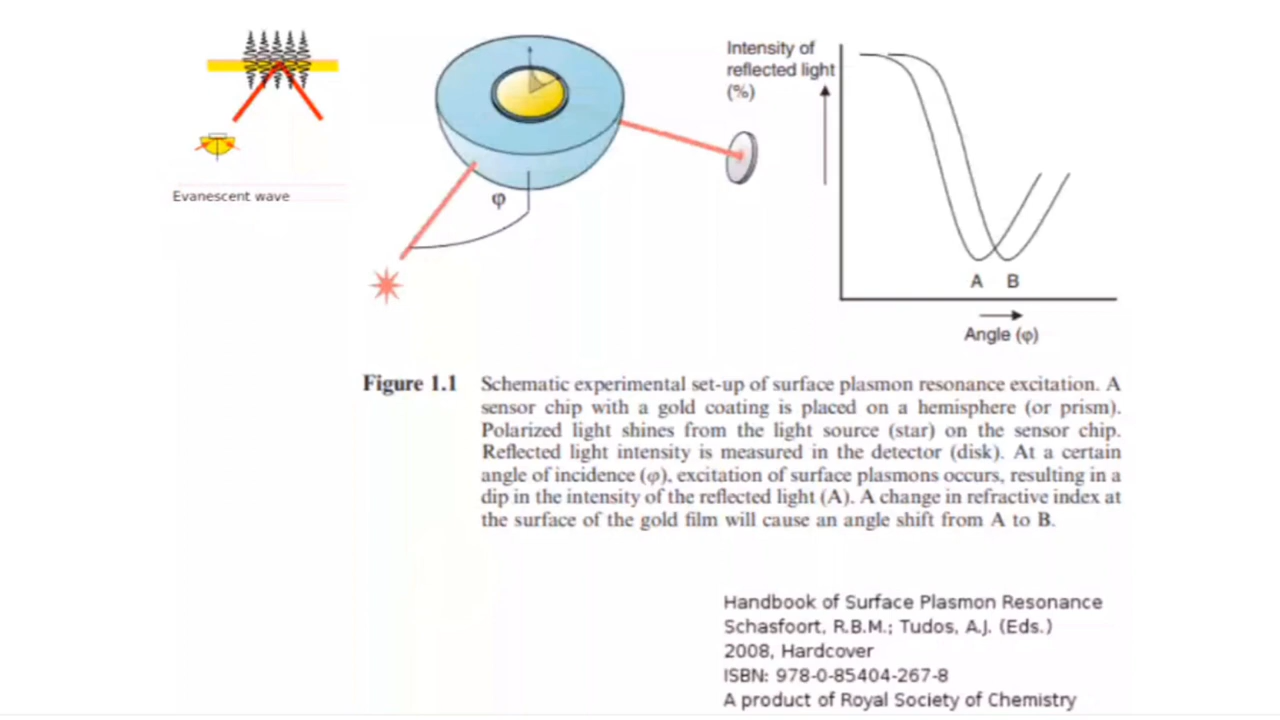 Intensity of
reflected light
(%)
Evanescent wave
φ
A B
Angle (φ)
Figure 1.1 Schematic experimental set-up of surface plasmon resonance excitation. A
sensor chip with a gold coating is placed on a hemisphere (or prism).
Polarized light shines from the light source (star) on the sensor chip.
Reflected light intensity is measured in the detector (disk). At a certain
angle of incidence (φ), excitation of surface plasmons occurs, resulting in a
dip in the intensity of the reflected light (A). A change in refractive index at
the surface of the gold film will cause an angle shift from A to B.
Handbook of Surface Plasmon Resonance
Schasfoort, R.B.M.; Tudos, A.J. (Eds.)
2008, Hardcover
ISBN: 978-0-85404-267-8
A product of Royal Society of Chemistry